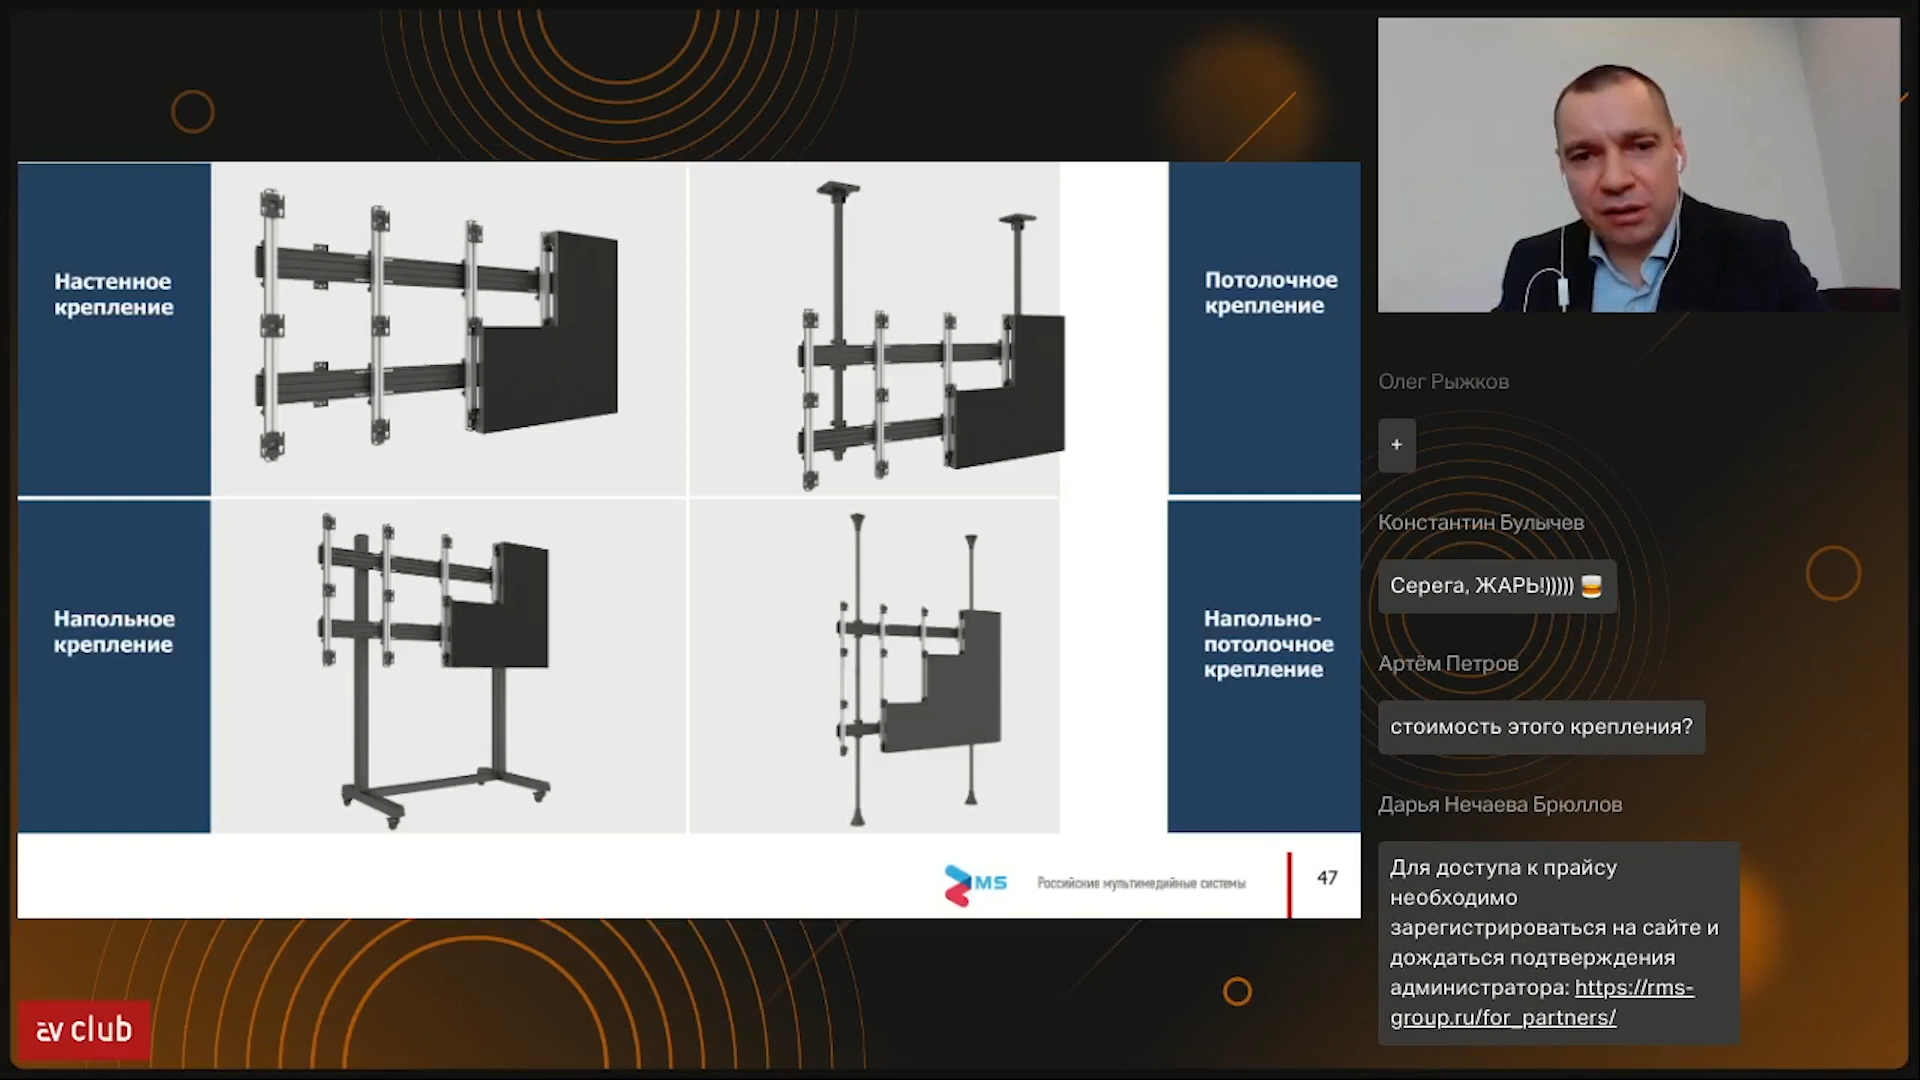 Настенное
крепление
Потолочное
крепление
Напольное
крепление
Напольно-
потолочное
крепление
MS
Российские мультимедийные системы
47
av club
Олег Рыжков
+
Константин Булычев
Серега, ЖАРЬ!))))) 🥃
Артём Петров
стоимость этого крепления?
Дарья Нечаева Брюллов
Для доступа к прайсу
необходимо
зарегистрироваться на сайте и
дождаться подтверждения
администратора: https://rms-
group.ru/for_partners/